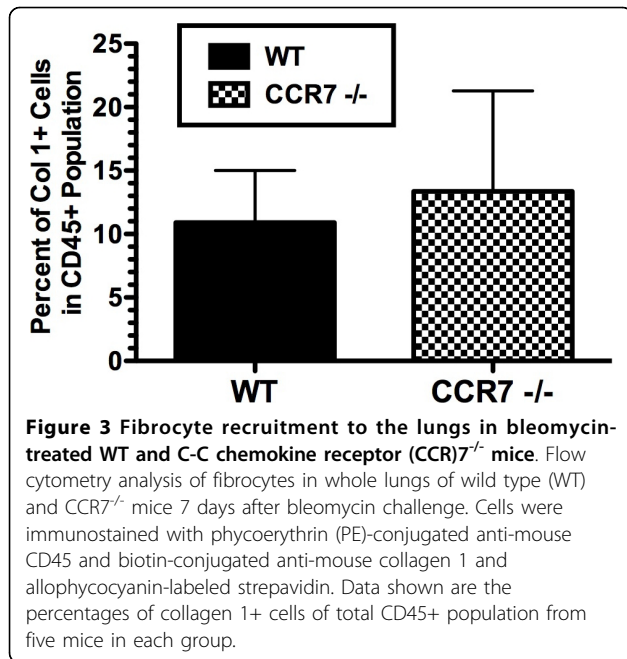 25
20
15
10
5
0
Percent of Col 1+ Cells
in CD45+ Population
WT
CCR7 -/-
WT
CCR7 -/-
Figure 3 Fibrocyte recruitment to the lungs in bleomycin-
treated WT and C-C chemokine receptor (CCR)7-/- mice. Flow
cytometry analysis of fibrocytes in whole lungs of wild type (WT)
and CCR7-/- mice 7 days after bleomycin challenge. Cells were
immunostained with phycoerythrin (PE)-conjugated anti-mouse
CD45 and biotin-conjugated anti-mouse collagen 1 and
allophycocyanin-labeled strepavidin. Data shown are the
percentages of collagen 1+ cells of total CD45+ population from
five mice in each group.